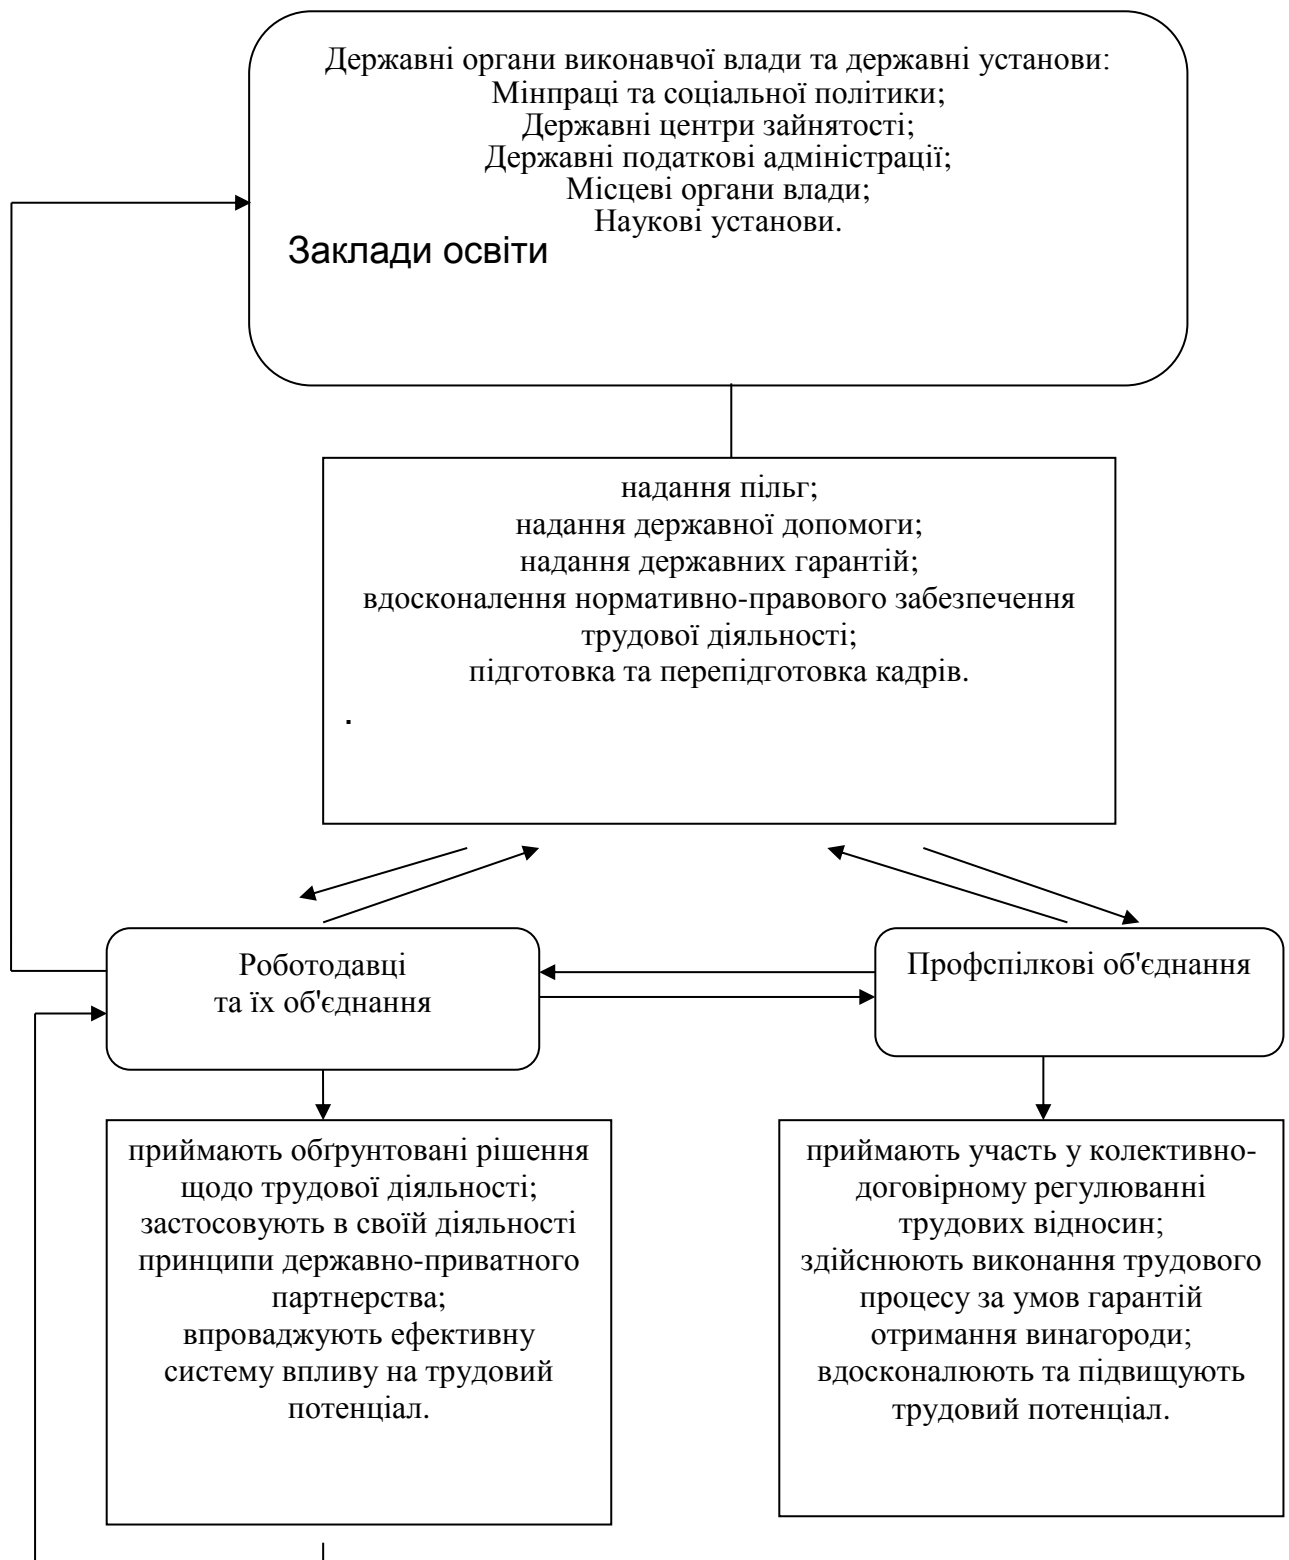 Державні органи виконавчої влади та державні установи:
Мінпраці та соціальної політики;
Державні центри зайнятості;
Державні податкові адміністрації;
Місцеві органи влади;
Наукові установи.
Заклади освіти
надання пільг;
надання державної допомоги;
надання державних гарантій;
вдосконалення нормативно-правового забезпечення
трудової діяльності;
підготовка та перепідготовка кадрів.
.
Роботодавці
та їх об'єднання
Профспілкові об'єднання
приймають обґрунтовані рішення
щодо трудової діяльності;
застосовують в своїй діяльності
принципи державно-приватного
партнерства;
впроваджують ефективну
систему впливу на трудовий
потенціал.
приймають участь у колективно-
договірному регулюванні
трудових відносин;
здійснюють виконання трудового
процесу за умов гарантій
отримання винагороди;
вдосконалюють та підвищують
трудовий потенціал.